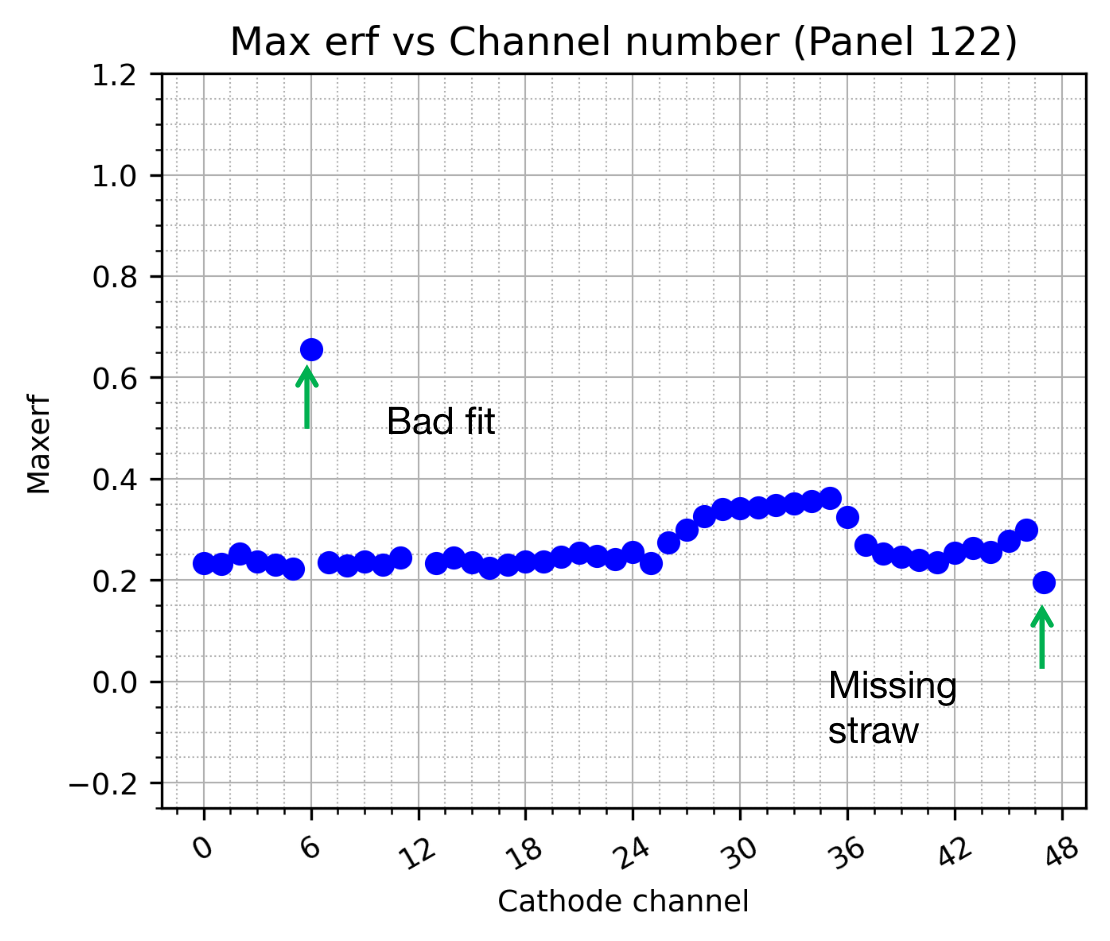 Max erf vs Channel number (Panel 122)
1.2
1.0
0.8
0.6
0.4
0.2
0.0
−0.2
Maxerf
Bad fit
Missing
straw
0 6 12 18 24 30 36 42 48
Cathode channel